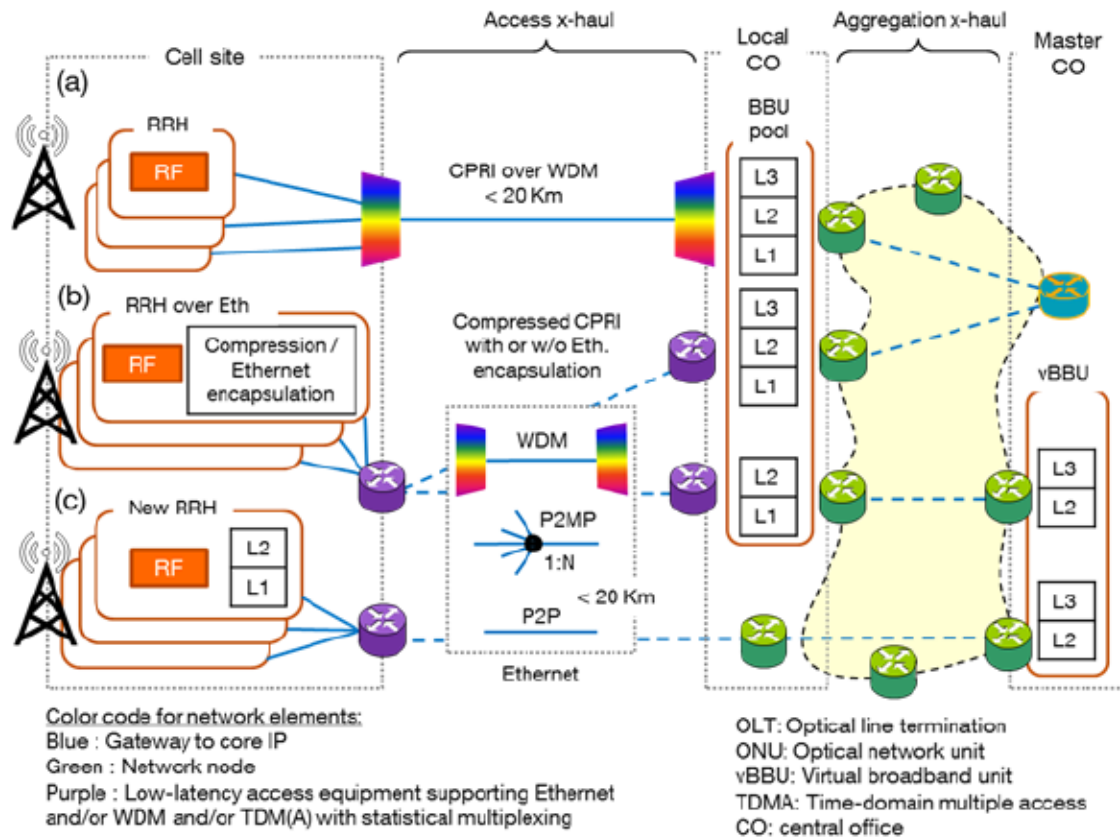 Access x-haul
Aggregation x-haul
Local
CO
Master
CO
Cell site
(a)
RRH
RF
CPRI over WDM
< 20 Km
BBU
pool
L3
L2
L1
(b)
RRH over Eth
RF
Compression /
Ethernet
encapsulation
Compressed CPRI
with or w/o Eth.
encapsulation
L3
L2
L1
vBBU
WDM
L2
L1
L3
L2
(c)
New RRH
RF
L2
L1
P2MP
1:N
< 20 Km
P2P
L3
L2
Ethernet
Color code for network elements:
Blue : Gateway to core IP
Green : Network node
Purple : Low-latency access equipment supporting Ethernet
and/or WDM and/or TDM(A) with statistical multiplexing
OLT: Optical line termination
ONU: Optical network unit
vBBU: Virtual broadband unit
TDMA: Time-domain multiple access
CO: central office